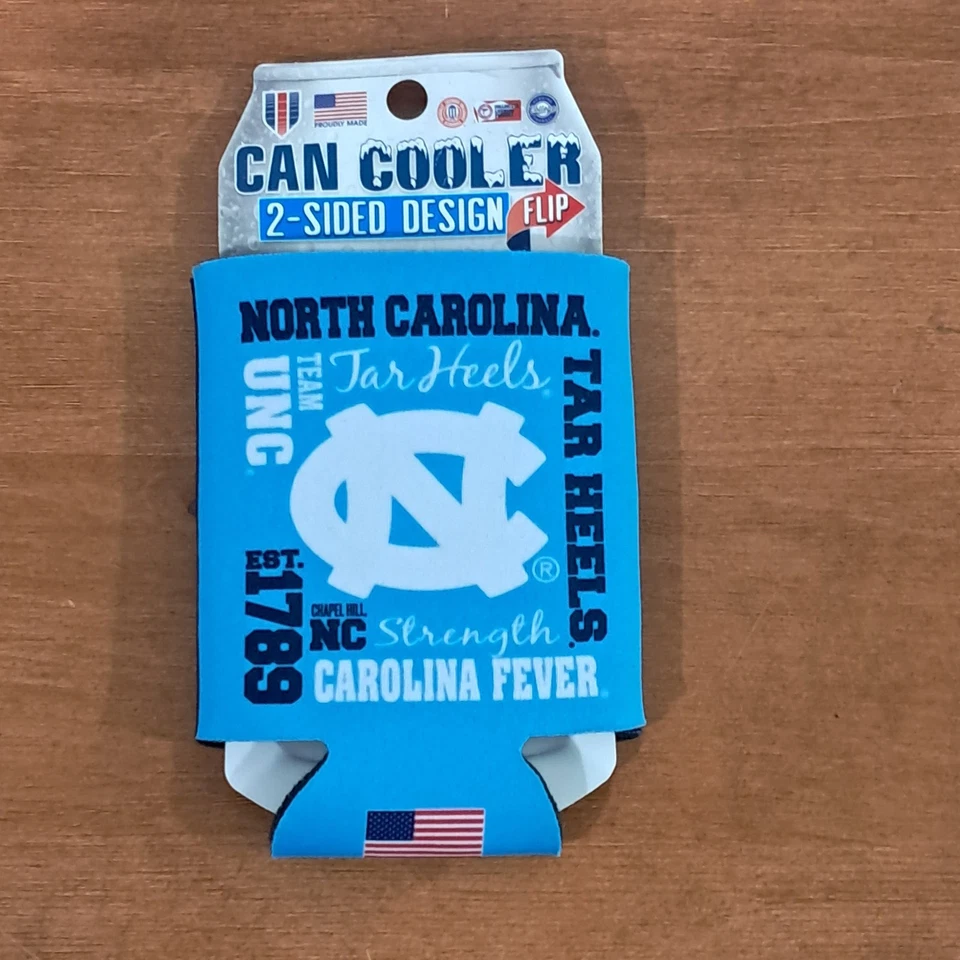 PROUDLY MADE
CAN COOLER
2-SIDED DESIGN
FLIP
NORTH CAROLINA.
TEAM
UNC
Tar Heels
TAR HEELS
NC
®
EST.
1789
CHAPEL HILL,
NC
Strength
CAROLINA FEVER